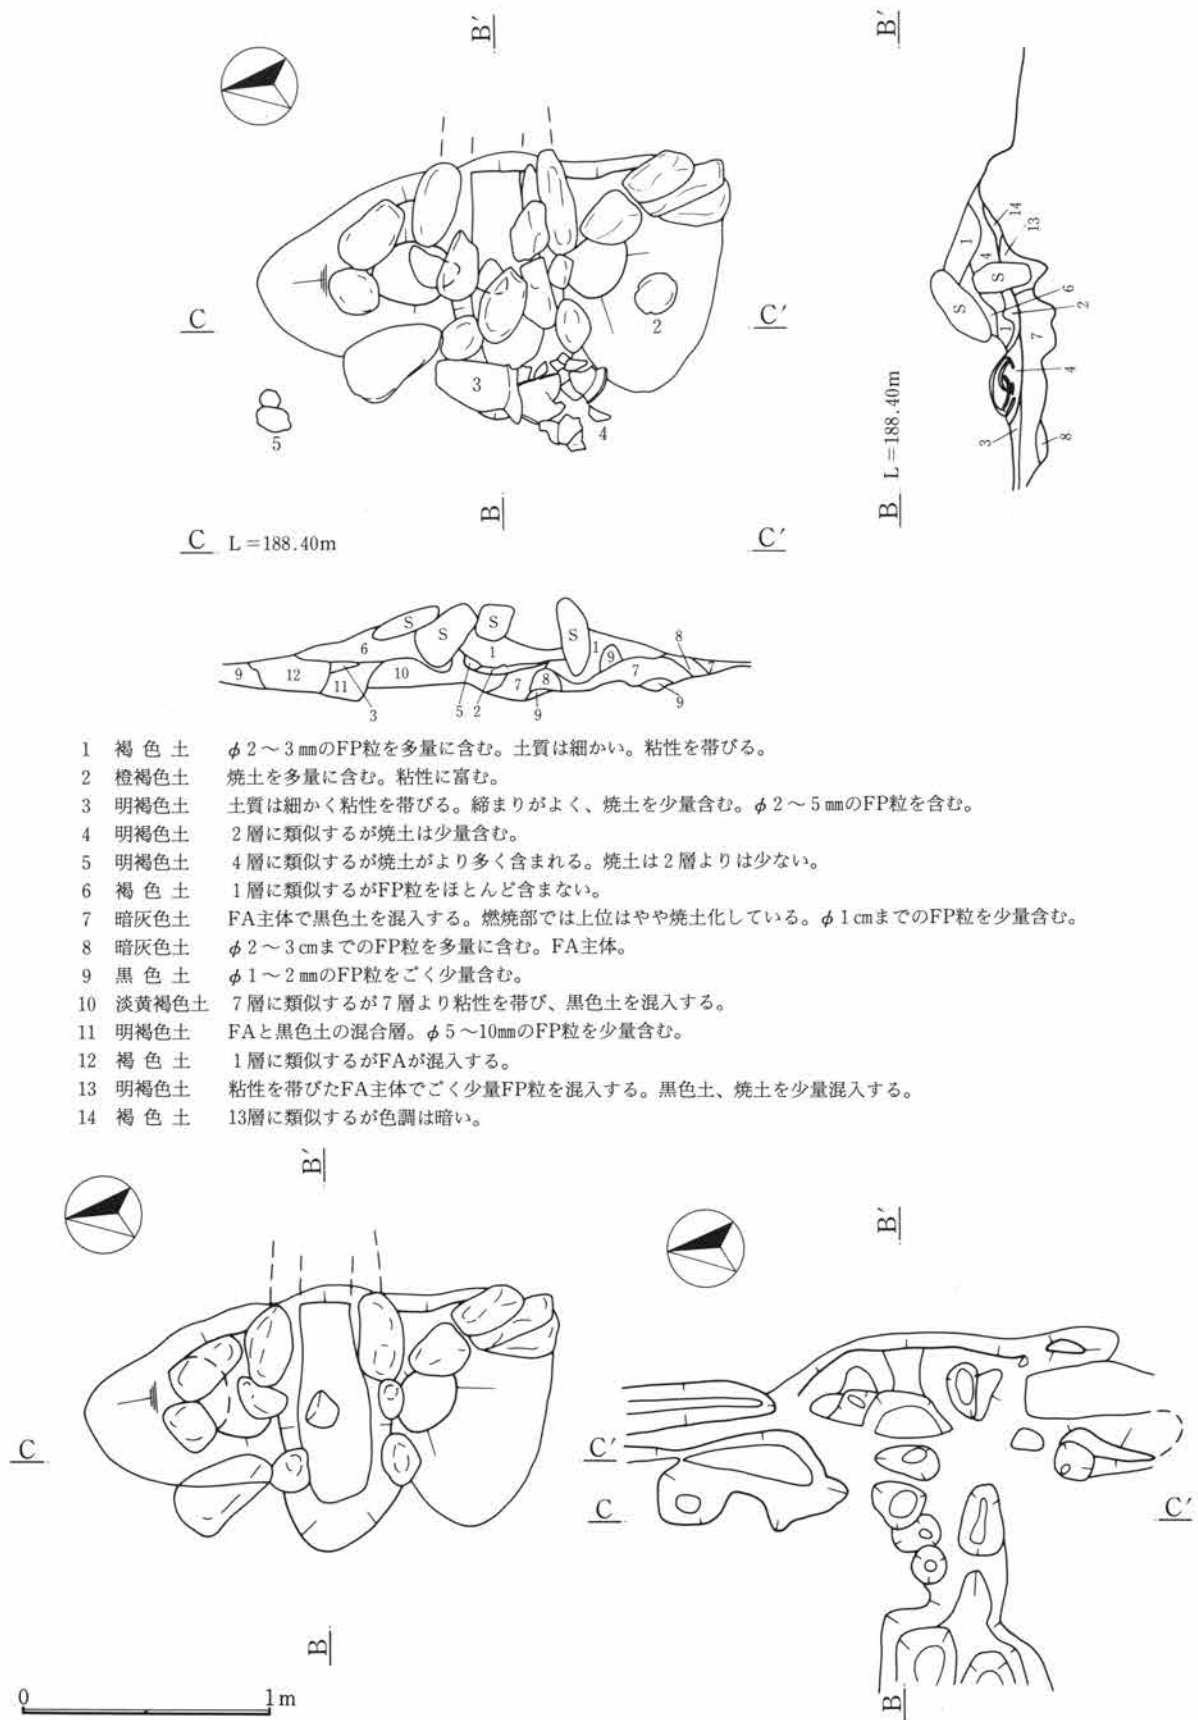 B′
B′
C
C′
2
3
4
5
B
B L＝188.40m
1
14
13
4
S
S
6
2
1
7
4
3
8
C L＝188.40m
C′
S
S
S
S
8
6
1
1
9
7
7
9
12
11
10
7
8
3
5
2
9
9
1 褐色土 φ2～3㎜のFP粒を多量に含む。土質は細かい。粘性を帯びる。
2 橙褐色土 焼土を多量に含む。粘性に富む。
3 明褐色土 土質は細かく粘性を帯びる。締まりがよく、焼土を少量含む。φ2～5㎜のFP粒を含む。
4 明褐色土 2層に類似するが焼土は少量含む。
5 明褐色土 4層に類似するが焼土がより多く含まれる。焼土は2層よりは少ない。
6 褐色土 1層に類似するがFP粒をほとんど含まない。
7 暗灰色土 FA主体で黒色土を混入する。燃焼部では上位はやや焼土化している。φ1㎝までのFP粒を少量含む。
8 暗灰色土 φ2～3㎝までのFP粒を多量に含む。FA主体。
9 黒色土 φ1～2㎜のFP粒をごく少量含む。
10 淡黄褐色土 7層に類似するが7層より粘性を帯び、黒色土を混入する。
11 明褐色土 FAと黒色土の混合層。φ5～10㎜のFP粒を少量含む。
12 褐色土 1層に類似するがFAが混入する。
13 明褐色土 粘性を帯びたFA主体でごく少量FP粒を混入する。黒色土、焼土を少量混入する。
14 褐色土 13層に類似するが色調は暗い。
B′
B′
C
C′
C
C′
B
B
0 1m